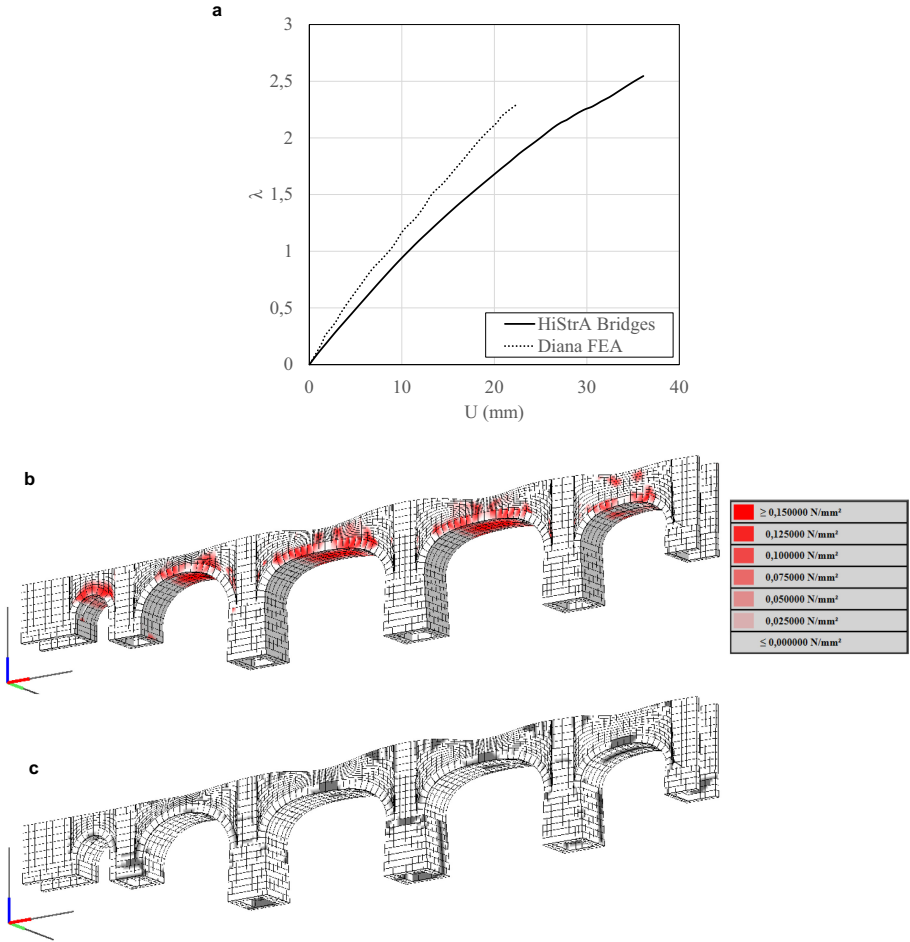 a
3
2,5
2
1,5
1
0,5
0
λ
0 10 20 30 40
U (mm)
HiStrA Bridges
Diana FEA
b
≥ 0,150000 N/mm²
0,125000 N/mm²
0,100000 N/mm²
0,075000 N/mm²
0,050000 N/mm²
0,025000 N/mm²
≤ 0,000000 N/mm²
c